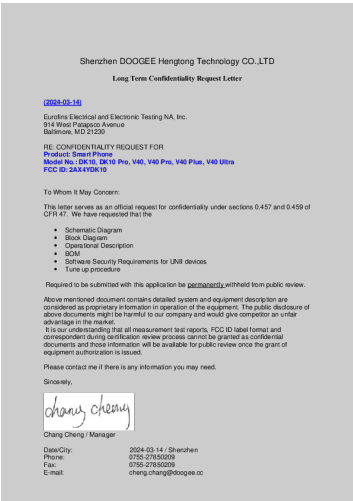 Shenzhen DOOGEE Hengtong Technology CO.,LTD
Long Term Confidentiality Request Letter
(2024-03-14)
Eurofins Electrical and Electronic Testing NA, Inc.
914 West Patapsco Avenue
Baltimore, MD 21230
RE: CONFIDENTIALITY REQUEST FOR
Product: Smart Phone
Model No.: DK10, DK10 Pro, V40, V40 Pro, V40 Plus, V40 Ultra
FCC ID: 2AX4YDK10
To Whom It May Concern:
This letter serves as an official request for confidentiality under sections 0.457 and 0.459 of
CFR 47. We have requested that the
• Schematic Diagram
• Block Diagram
• Operational Description
• BOM
• Software Security Requirements for UNII devices
• Tune up procedure
Required to be submitted with this application be permanently withheld from public review.
Above mentioned document contains detailed system and equipment description are
considered as proprietary information in operation of the equipment. The public disclosure of
above documents might be harmful to our company and would give competitor an unfair
advantage in the market.
It is our understanding that all measurement test reports, FCC ID label format and
correspondent during certification review process cannot be granted as confidential
documents and those information will be available for public review once the grant of
equipment authorization is issued.
Please contact me if there is any information you may need.
Sincerely,
chang cheng
Chang Cheng / Manager
Date/City: 2024-03-14 / Shenzhen
Phone: 0755-27850209
Fax: 0755-27850209
E-mail: cheng.chang@doogee.cc